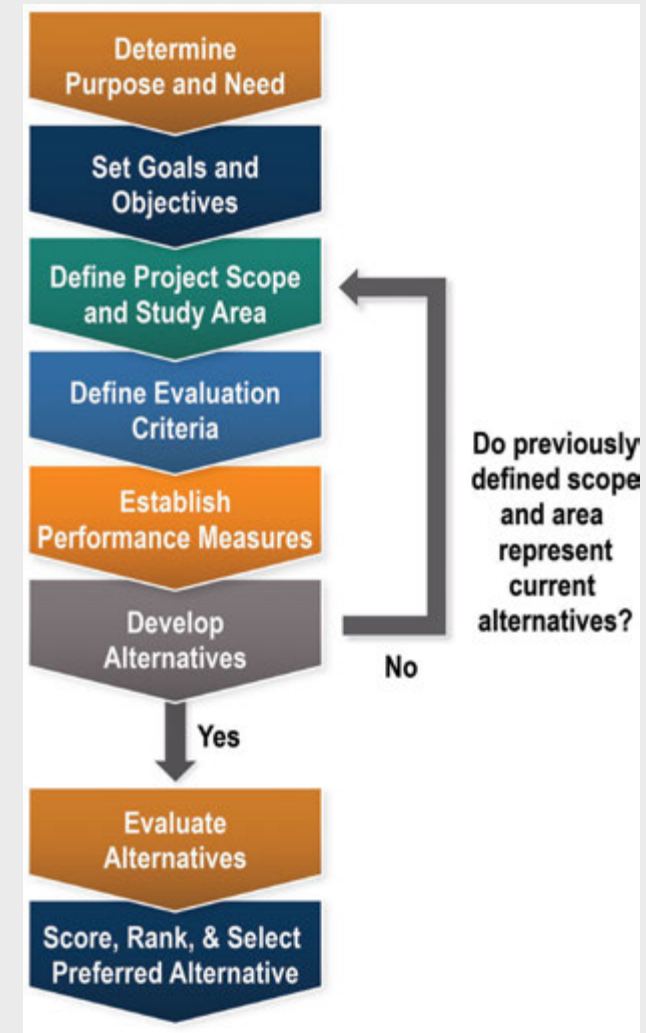 Determine
Purpose and Need
Set Goals and
Objectives
Define Project Scope
and Study Area
Define Evaluation
Criteria
Establish
Performance Measures
Develop
Alternatives
Do previously
defined scope
and area
represent
current
alternatives?
No
Yes
Evaluate
Alternatives
Score, Rank, & Select
Preferred Alternative